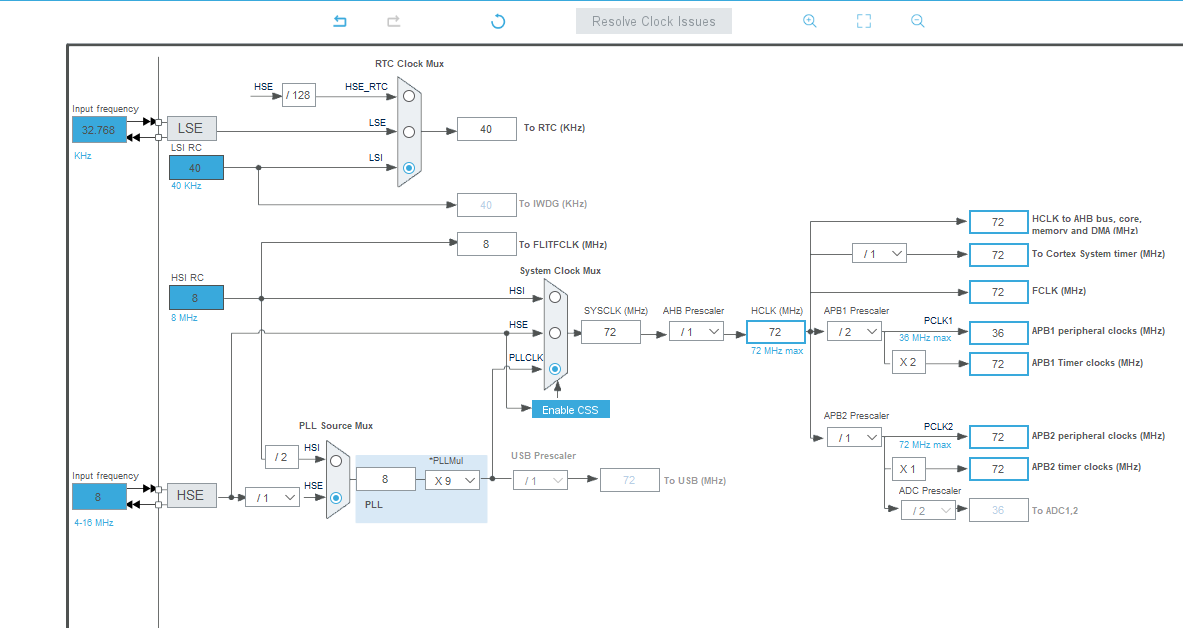 Resolve Clock Issues
RTC Clock Mux
HSE
/ 128
HSE_RTC
Input frequency
32.768
KHz
LSE
LSE
40
To RTC (KHz)
LSI RC
40
40 KHz
LSI
40
To IWDG (KHz)
8
To FLITFCLK (MHz)
HSI RC
8
8 MHz
System Clock Mux
HSI
HSE
PLLCLK
Enable CSS
SYSCLK (MHz)
72
AHB Prescaler
/ 1
HCLK (MHz)
72
72 MHz max
72
HCLK to AHB bus, core,
memory and DMA (MHz)
/ 1
72
To Cortex System timer (MHz)
72
FCLK (MHz)
APB1 Prescaler
/ 2
PCLK1
36 MHz max
36
APB1 peripheral clocks (MHz)
X 2
72
APB1 Timer clocks (MHz)
APB2 Prescaler
/ 1
PCLK2
72 MHz max
72
APB2 peripheral clocks (MHz)
X 1
72
APB2 timer clocks (MHz)
ADC Prescaler
/ 2
36
To ADC1,2
PLL Source Mux
/ 2
HSI
Input frequency
8
4-16 MHz
HSE
/ 1
HSE
8
*PLLMul
X 9
PLL
USB Prescaler
/ 1
72
To USB (MHz)